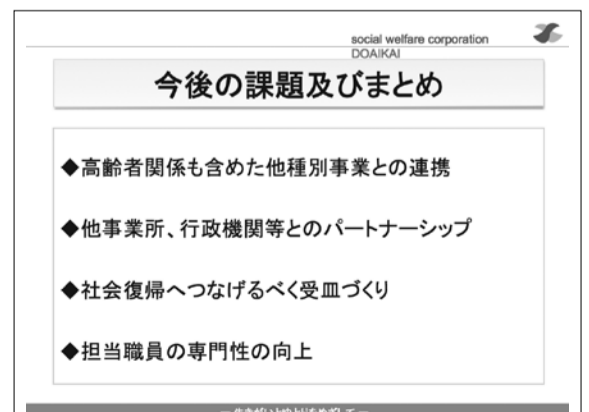 social welfare corporation
DOAIKAI
今後の課題及びまとめ
◆高齢者関係も含めた他種別事業との連携
◆他事業所、行政機関等とのパートナーシップ
◆社会復帰へつなげるべく受皿づくり
◆担当職員の専門性の向上